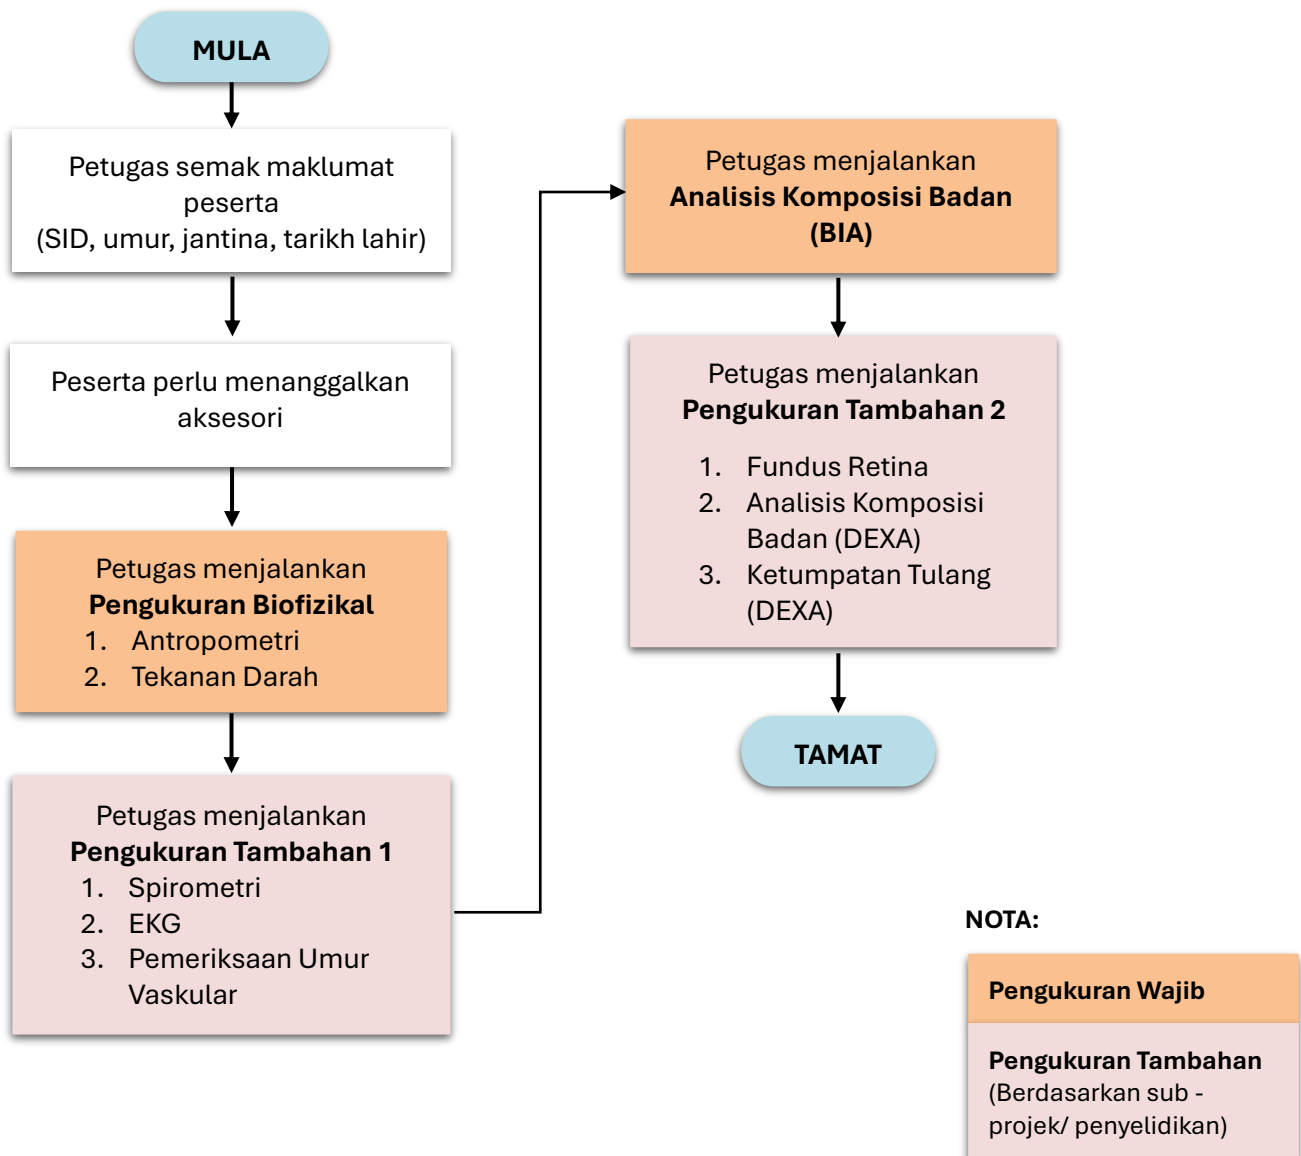 MULA
Petugas semak maklumat
peserta
(SID, umur, jantina, tarikh lahir)
Peserta perlu menanggalkan
aksesori
Petugas menjalankan
Pengukuran Biofizikal
1. Antropometri
2. Tekanan Darah
Petugas menjalankan
Pengukuran Tambahan 1
1. Spirometri
2. EKG
3. Pemeriksaan Umur
Vaskular
Petugas menjalankan
Analisis Komposisi Badan
(BIA)
Petugas menjalankan
Pengukuran Tambahan 2
1. Fundus Retina
2. Analisis Komposisi
Badan (DEXA)
3. Ketumpatan Tulang
(DEXA)
TAMAT
NOTA:
Pengukuran Wajib
Pengukuran Tambahan
(Berdasarkan sub -
projek/ penyelidikan)